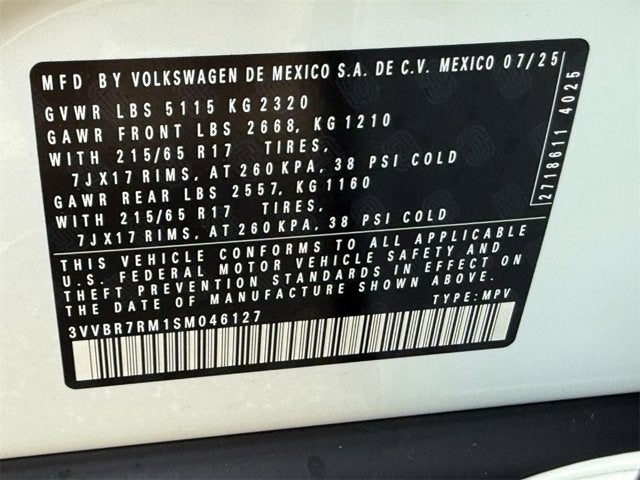 MFD BY VOLKSWAGEN DE MEXICO S.A. DE C.V. MEXICO 07/25
GVWR LBS 5115 KG 2320
GAWR FRONT LBS 2668, KG 1210
WITH 215/65 R17 TIRES,
7JX17 RIMS, AT 260 KPA, 38 PSI COLD
GAWR REAR LBS 2557, KG 1160
WITH 215/65 R17 TIRES,
7JX17 RIMS, AT 260 KPA, 38 PSI COLD
THIS VEHICLE CONFORMS TO ALL APPLICABLE
U.S. FEDERAL MOTOR VEHICLE SAFETY AND
THEFT PREVENTION STANDARDS IN EFFECT ON
THE DATE OF MANUFACTURE SHOWN ABOVE.
3VVBR7RM1SM046127 TYPE: MPV
2718611 4025